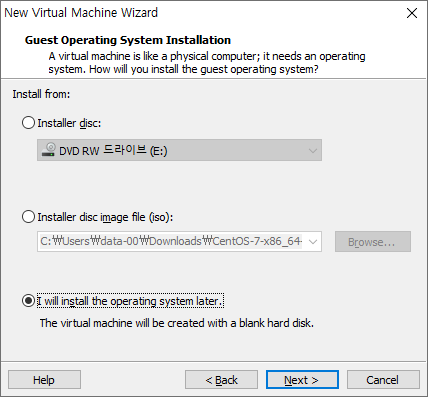 New Virtual Machine Wizard
Guest Operating System Installation
A virtual machine is like a physical computer; it needs an operating
system. How will you install the guest operating system?
Install from:
Installer disc:
DVD RW 드라이브 (E:)
Installer disc image file (iso):
C:₩Users₩data-00₩Downloads₩CentOS-7-x86_64-
Browse...
I will install the operating system later.
The virtual machine will be created with a blank hard disk.
Help
< Back
Next >
Cancel